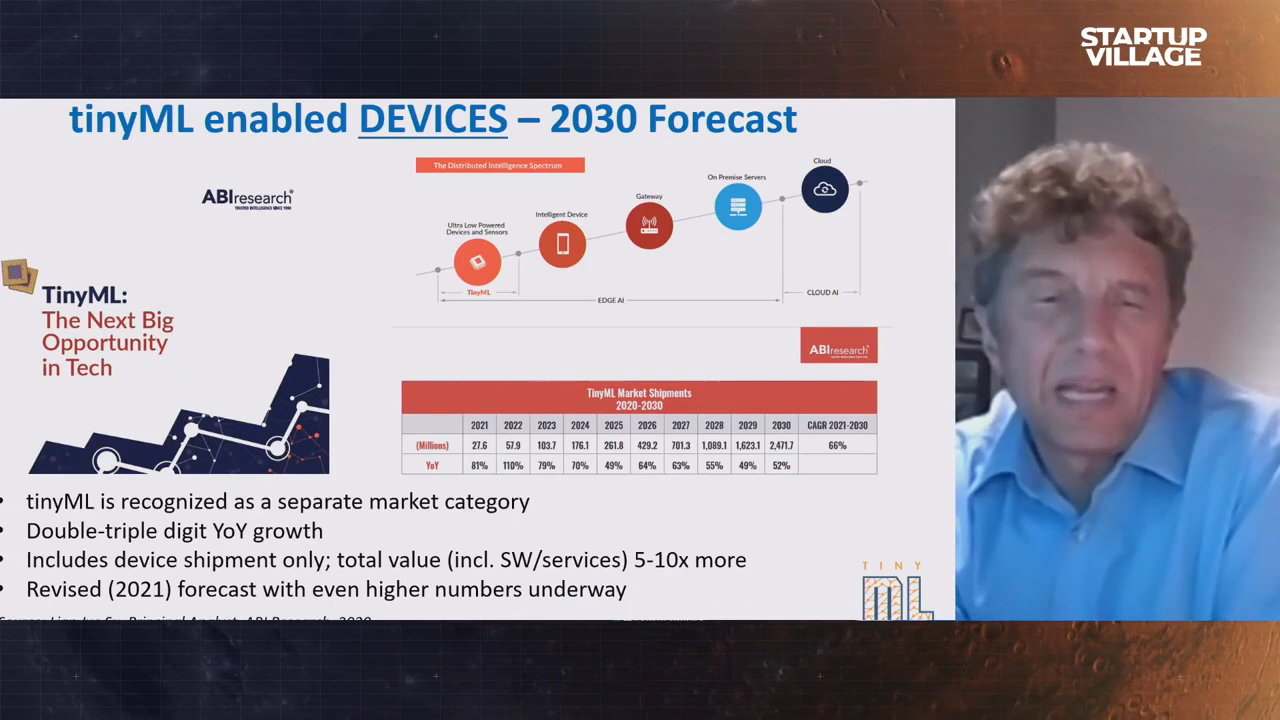 STARTUP
VILLAGE
tinyML enabled DEVICES – 2030 Forecast
The Distributed Intelligence Spectrum
ABIresearch®
TRUSTED INTELLIGENCE SINCE 1990
Cloud
On Premise Servers
Gateway
Intelligent Device
Ultra Low Powered
Devices and Sensors
TinyML
EDGE AI
CLOUD AI
TinyML:
The Next Big
Opportunity
in Tech
ABIresearch®
TinyML Market Shipments
2020-2030
2021 2022 2023 2024 2025 2026 2027 2028 2029 2030 CAGR 2021-2030
(Millions) 27.6 57.9 103.7 176.1 261.8 429.2 701.3 1,089.1 1,623.1 2,471.7 66%
YoY 81% 110% 79% 70% 49% 64% 63% 55% 49% 52%
• tinyML is recognized as a separate market category
• Double-triple digit YoY growth
• Includes device shipment only; total value (incl. SW/services) 5-10x more
• Revised (2021) forecast with even higher numbers underway
TINY
ML